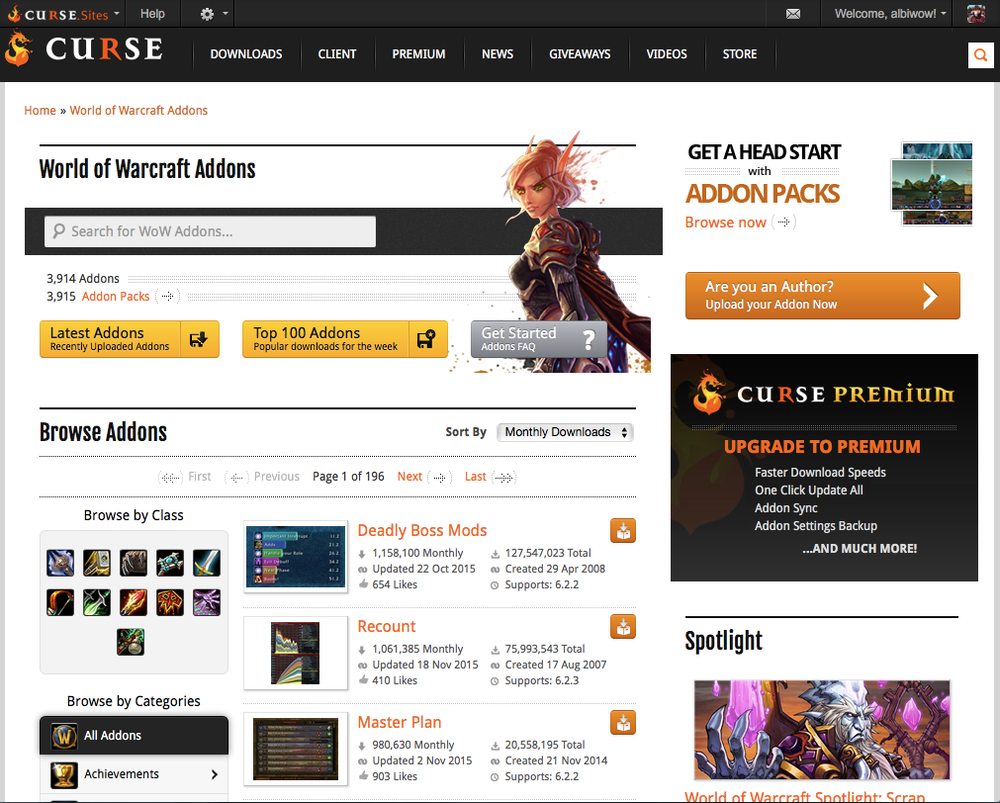 CURSE.Sites Help Welcome, albiwow!
CURSE DOWNLOADS CLIENT PREMIUM NEWS GIVEAWAYS VIDEOS STORE
Home » World of Warcraft Addons
World of Warcraft Addons
Search for WoW Addons...
3,914 Addons
3,915 Addon Packs
Latest Addons
Recently Uploaded Addons
Top 100 Addons
Popular downloads for the week
Get Started
Addons FAQ
?
GET A HEAD START
with
ADDON PACKS
Browse now
Are you an Author?
Upload your Addon Now
CURSE PREMIUM
UPGRADE TO PREMIUM
Faster Download Speeds
One Click Update All
Addon Sync
Addon Settings Backup
...AND MUCH MORE!
Browse Addons
Sort By Monthly Downloads
First Previous Page 1 of 196 Next Last
Browse by Class
Deadly Boss Mods
1,158,100 Monthly 127,547,023 Total
Updated 22 Oct 2015 Created 29 Apr 2008
654 Likes Supports: 6.2.2
Recount
1,061,385 Monthly 75,993,543 Total
Updated 18 Nov 2015 Created 17 Aug 2007
410 Likes Supports: 6.2.3
Master Plan
980,630 Monthly 20,558,195 Total
Updated 2 Nov 2015 Created 21 Nov 2014
903 Likes Supports: 6.2.2
Browse by Categories
All Addons
Achievements
Spotlight
World of Warcraft Spotlight: Scrap